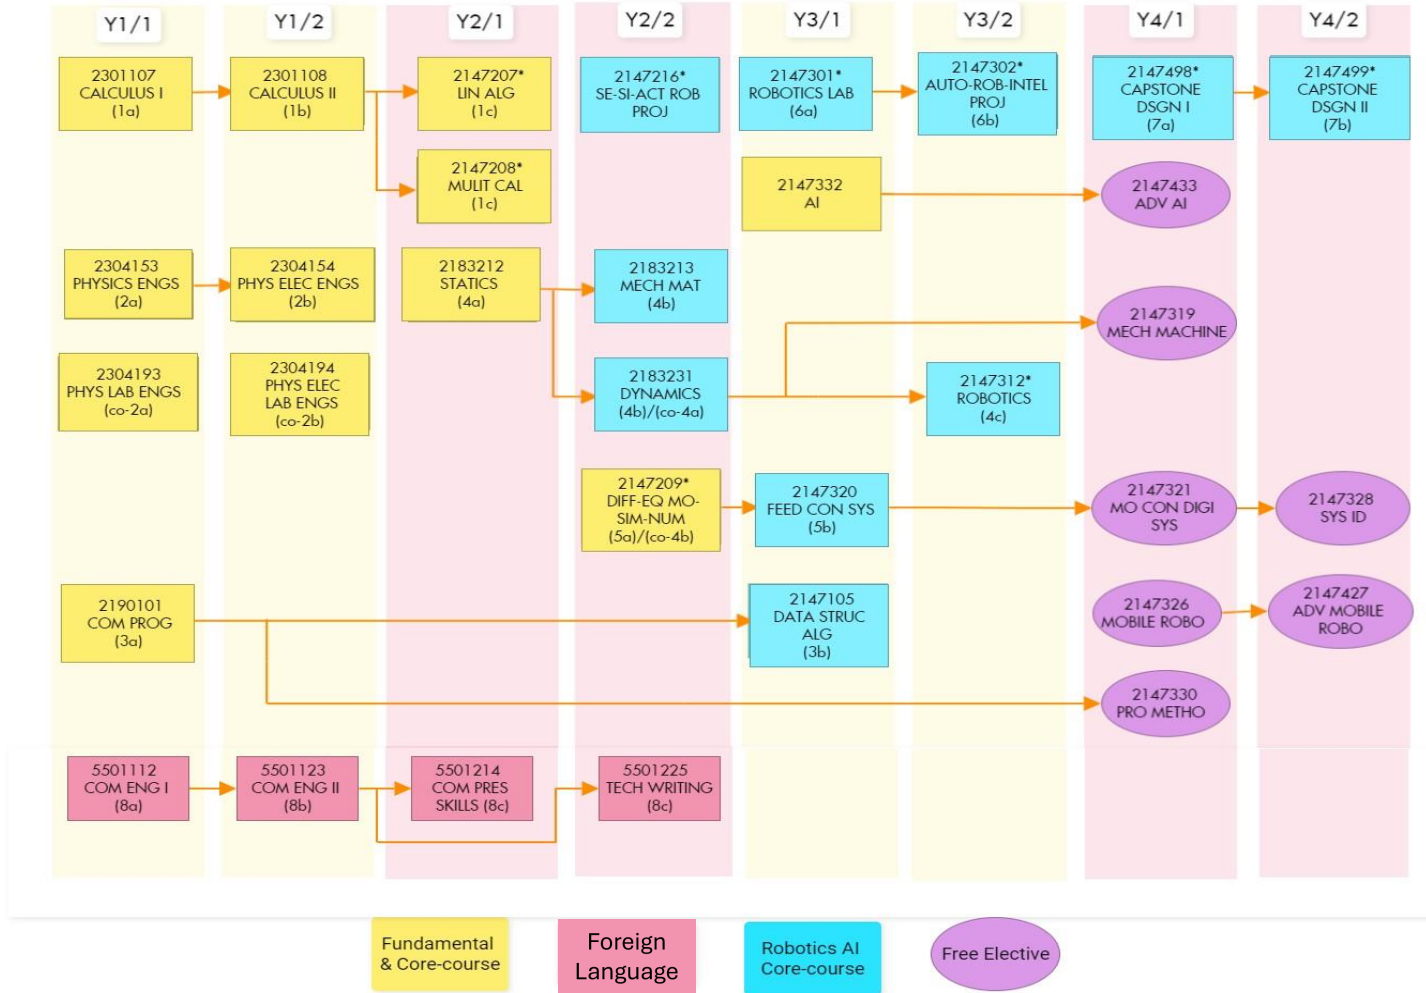 Y1/1
Y1/2
Y2/1
Y2/2
Y3/1
Y3/2
Y4/1
Y4/2
2301107
CALCULUS I
(1a)
2301108
CALCULUS II
(1b)
2147207*
LIN ALG
(1c)
2147216*
SE-SI-ACT ROB
PROJ
2147301*
ROBOTICS LAB
(6a)
2147302*
AUTO-ROB-INTEL
PROJ
(6b)
2147498*
CAPSTONE
DSGN I
(7a)
2147499*
CAPSTONE
DSGN II
(7b)
2147208*
MULIT CAL
(1c)
2147332
AI
2147433
ADV AI
2304153
PHYSICS ENGS
(2a)
2304154
PHYS ELEC ENGS
(2b)
2183212
STATICS
(4a)
2183213
MECH MAT
(4b)
2147319
MECH MACHINE
2304193
PHYS LAB ENGS
(co-2a)
2304194
PHYS ELEC
LAB ENGS
(co-2b)
2183231
DYNAMICS
(4b)/(co-4a)
2147312*
ROBOTICS
(4c)
2147209*
DIFF-EQ MO-
SIM-NUM
(5a)/(co-4b)
2147320
FEED CON SYS
(5b)
2147321
MO CON DIGI
SYS
2147328
SYS ID
2190101
COM PROG
(3a)
2147105
DATA STRUC
ALG
(3b)
2147326
MOBILE ROBO
2147427
ADV MOBILE
ROBO
2147330
PRO METHO
5501112
COM ENG I
(8a)
5501123
COM ENG II
(8b)
5501214
COM PRES
SKILLS (8c)
5501225
TECH WRITING
(8c)
Fundamental
& Core-course
Foreign
Language
Robotics AI
Core-course
Free Elective